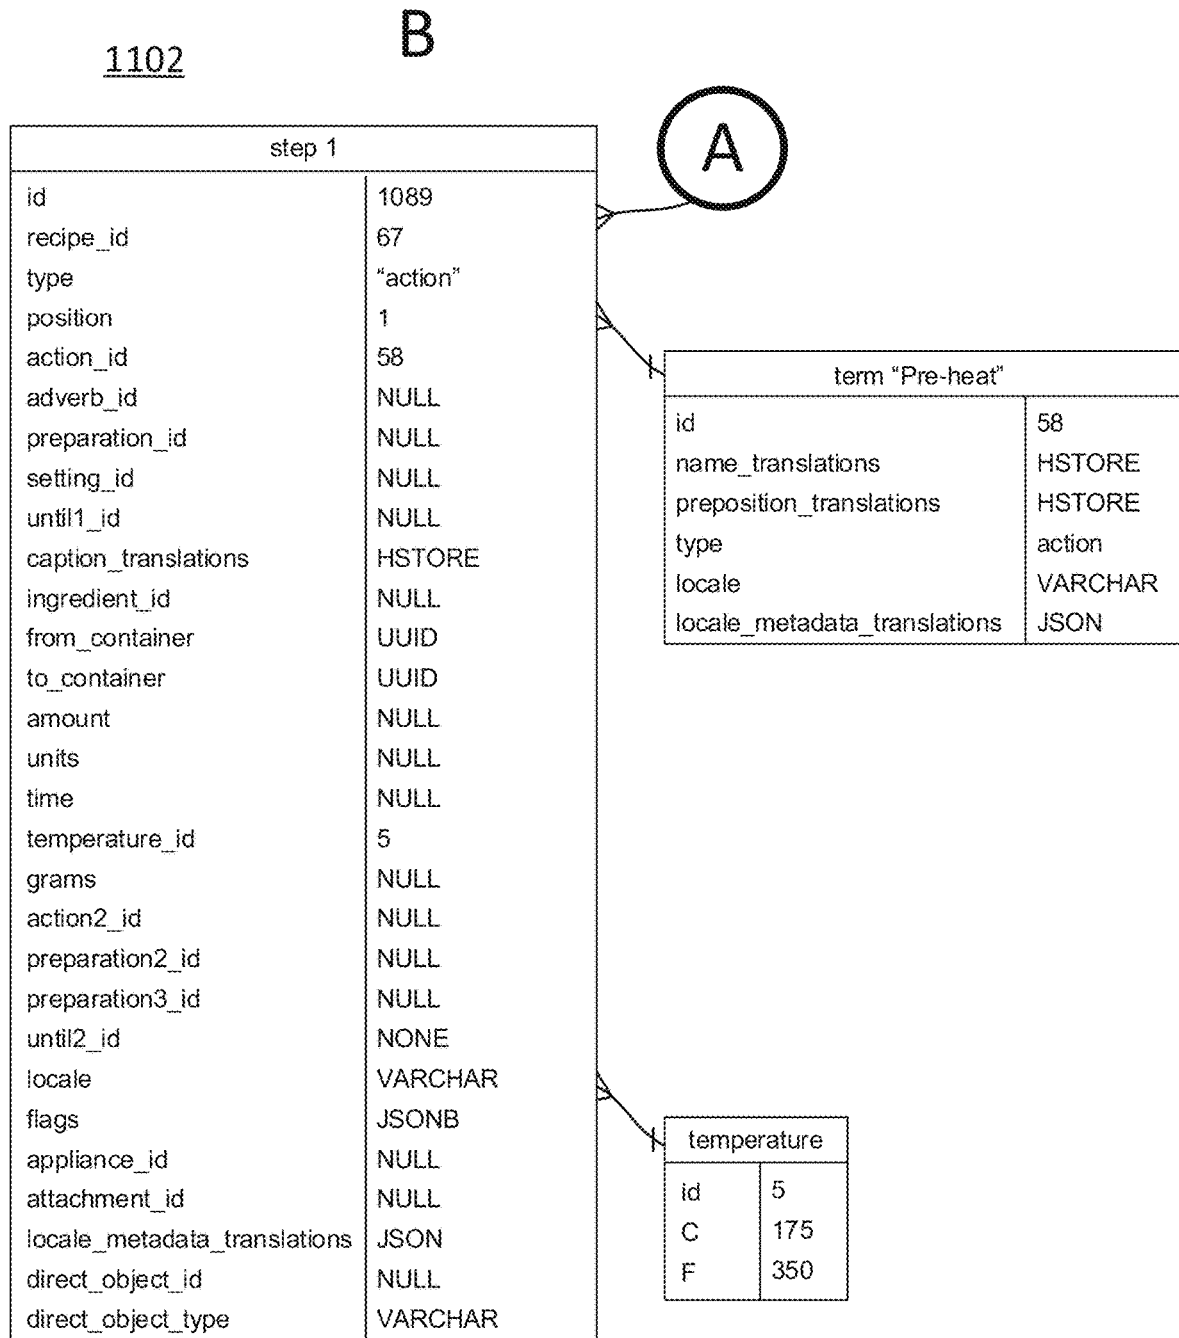 B
1102
A
step 1
id 1089
recipe_id 67
type "action"
position 1
action_id 58
adverb_id NULL
preparation_id NULL
setting_id NULL
until1_id NULL
caption_translations HSTORE
ingredient_id NULL
from_container UUID
to_container UUID
amount NULL
units NULL
time NULL
temperature_id 5
grams NULL
action2_id NULL
preparation2_id NULL
preparation3_id NULL
until2_id NONE
locale VARCHAR
flags JSONB
appliance_id NULL
attachment_id NULL
locale_metadata_translations JSON
direct_object_id NULL
direct_object_type VARCHAR
term "Pre-heat"
id 58
name_translations HSTORE
preposition_translations HSTORE
type action
locale VARCHAR
locale_metadata_translations JSON
temperature
id 5
C 175
F 350